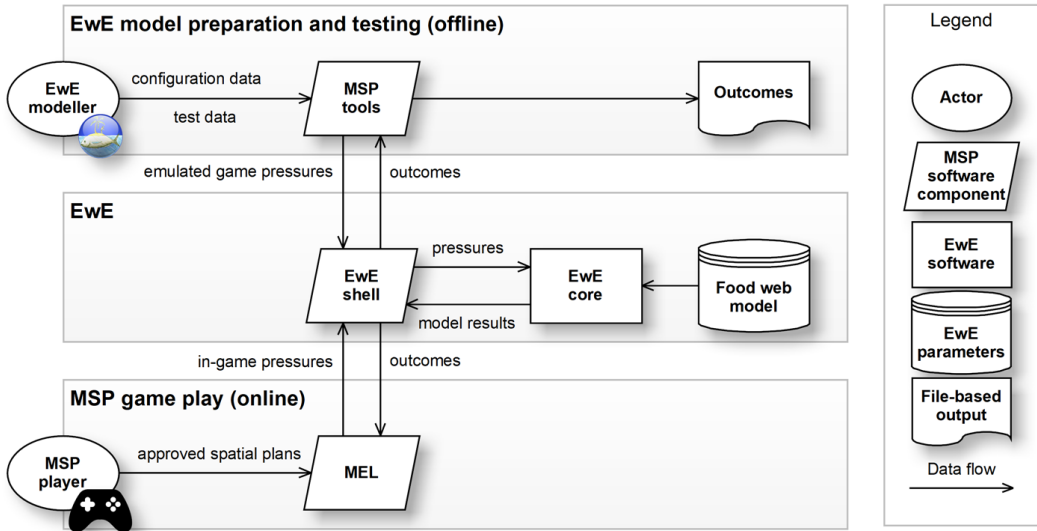 EwE model preparation and testing (offline)
EwE
modeller
configuration data
test data
MSP
tools
Outcomes
emulated game pressures
outcomes
EwE
EwE
shell
pressures
model results
EwE
core
Food web
model
in-game pressures
outcomes
MSP game play (online)
MSP
player
approved spatial plans
MEL
Legend
Actor
MSP
software
component
EwE
software
EwE
parameters
File-based
output
Data flow